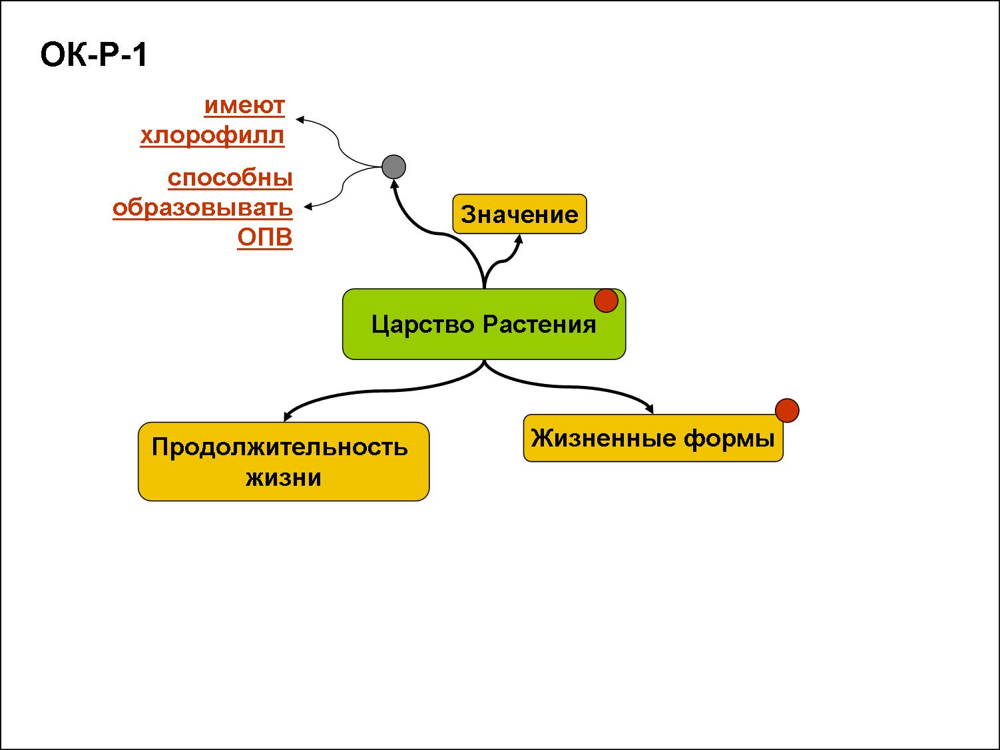 ОК-Р-1
имеют
хлорофилл
способны
образовывать
ОПВ
Значение
Царство Растения
Продолжительность
жизни
Жизненные формы